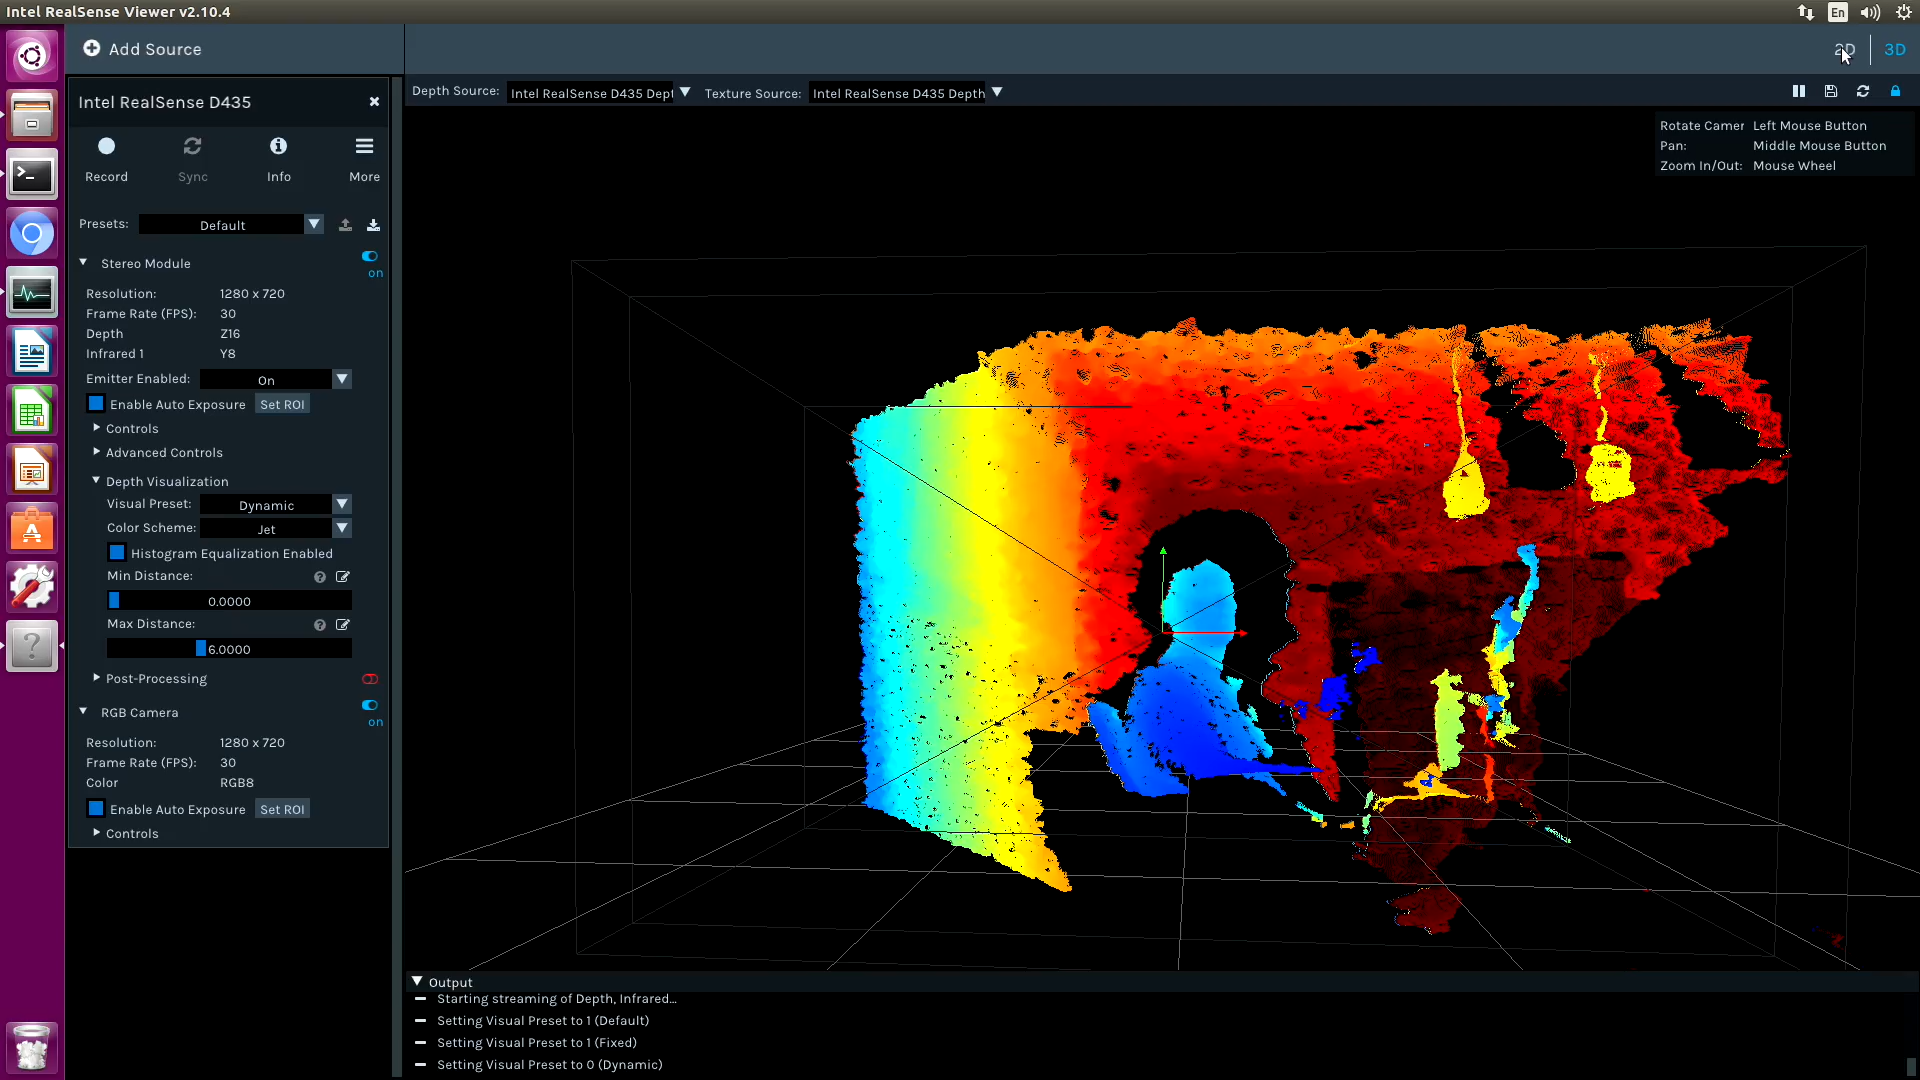 Intel RealSense Viewer v2.10.4
En
Add Source
2D
3D
Intel RealSense D435
Record
Sync
Info
More
Presets:
Default
Stereo Module
on
Resolution: 1280 x 720
Frame Rate (FPS): 30
Depth Z16
Infrared 1 Y8
Emitter Enabled: On
Enable Auto Exposure Set ROI
Controls
Advanced Controls
Depth Visualization
Visual Preset: Dynamic
Color Scheme: Jet
Histogram Equalization Enabled
Min Distance:
0.0000
Max Distance:
6.0000
Post-Processing
RGB Camera
on
Resolution: 1280 x 720
Frame Rate (FPS): 30
Color RGB8
Enable Auto Exposure Set ROI
Controls
Depth Source: Intel RealSense D435 Dept
Texture Source: Intel RealSense D435 Depth
Rotate Camer Left Mouse Button
Pan: Middle Mouse Button
Zoom In/Out: Mouse Wheel
Output
Starting streaming of Depth, Infrared...
Setting Visual Preset to 1 (Default)
Setting Visual Preset to 1 (Fixed)
Setting Visual Preset to 0 (Dynamic)